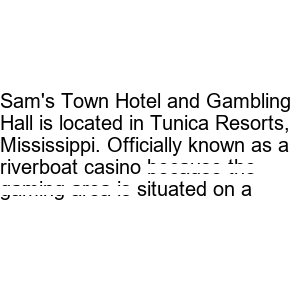 Sam's Town Hotel and Gambling
Hall is located in Tunica Resorts,
Mississippi. Officially known as a
riverboat casino
situated on a